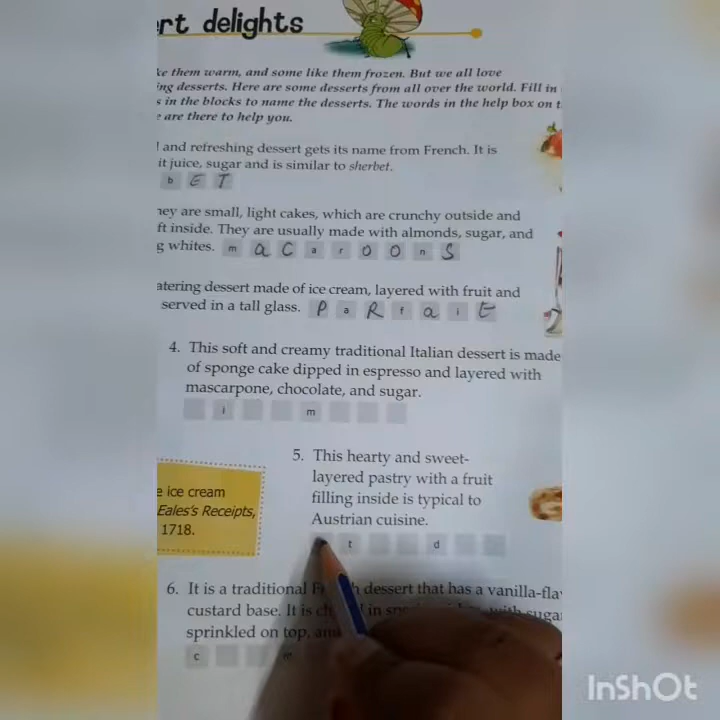 rt delights
ke them warm, and some like them frozen. But we all love
ing desserts. Here are some desserts from all over the world. Fill in
s in the blocks to name the desserts. The words in the help box on t
e are there to help you.
l and refreshing dessert gets its name from French. It is
it juice, sugar and is similar to sherbet.
b E T
hey are small, light cakes, which are crunchy outside and
ft inside. They are usually made with almonds, sugar, and
g whites. m a C a r O O n S
atering dessert made of ice cream, layered with fruit and
served in a tall glass. P a R f a i t
4. This soft and creamy traditional Italian dessert is made
of sponge cake dipped in espresso and layered with
mascarpone, chocolate, and sugar.
i m
5. This hearty and sweet-
layered pastry with a fruit
filling inside is typical to
Austrian cuisine.
t d
e ice cream
Eales's Receipts,
1718.
6. It is a traditional F h dessert that has a vanilla-fla
custard base. It is in with suga
sprinkled on top, an
c
InShOt